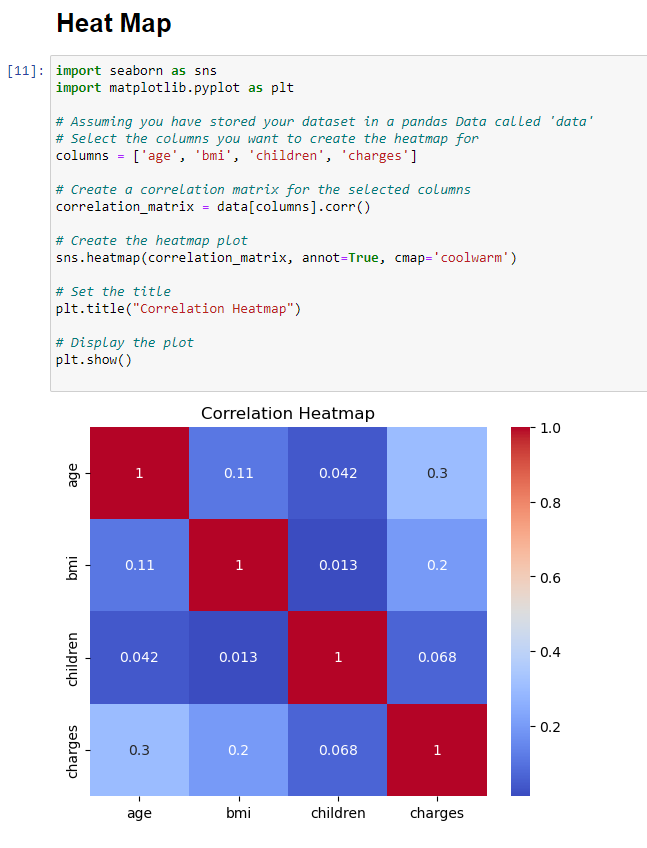 Heat Map
[11]:
import seaborn as sns
import matplotlib.pyplot as plt
# Assuming you have stored your dataset in a pandas Data called 'data'
# Select the columns you want to create the heatmap for
columns = ['age', 'bmi', 'children', 'charges']
# Create a correlation matrix for the selected columns
correlation_matrix = data[columns].corr()
# Create the heatmap plot
sns.heatmap(correlation_matrix, annot=True, cmap='coolwarm')
# Set the title
plt.title("Correlation Heatmap")
# Display the plot
plt.show()
Correlation Heatmap
age 1 0.11 0.042 0.3
bmi 0.11 1 0.013 0.2
children 0.042 0.013 1 0.068
charges 0.3 0.2 0.068 1
age bmi children charges
1.0
0.8
0.6
0.4
0.2